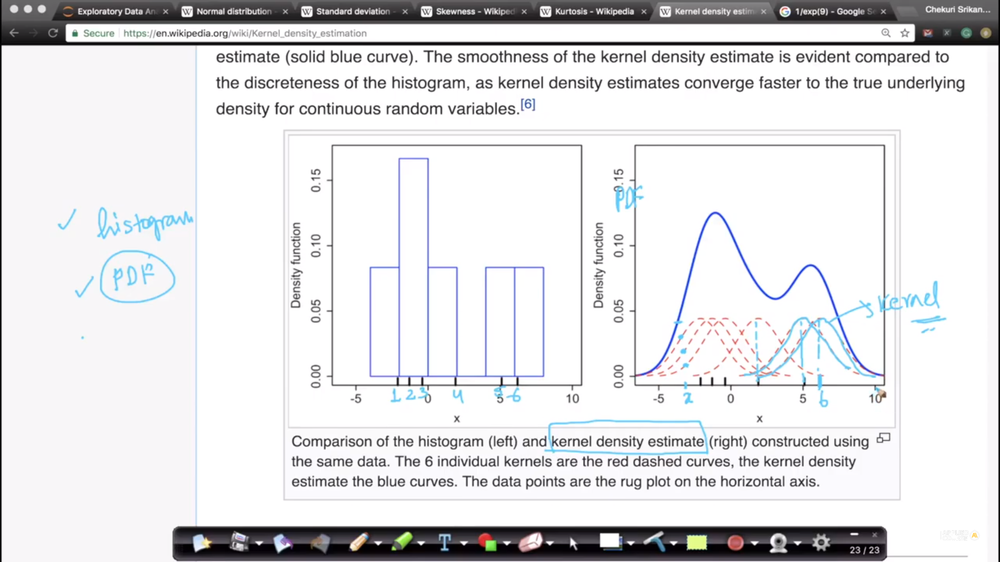 Exploratory Data An
Normal distribution -
Standard deviation -
Skewness - Wikiped
Kurtosis - Wikipedia
Kernel density estim
1/exp(9) - Google Se
Chekuri Srikan...
Secure
https://en.wikipedia.org/wiki/Kernel_density_estimation
estimate (solid blue curve). The smoothness of the kernel density estimate is evident compared to
the discreteness of the histogram, as kernel density estimates converge faster to the true underlying
density for continuous random variables.[6]
histogram
PDF
Density function
0.15
0.10
0.05
0.00
1 2 3 4 5 6
-5 0 5 10
x
PDF
Density function
0.15
0.10
0.05
0.00
Kernel
-5 0 5 10
x 6
x
Comparison of the histogram (left) and kernel density estimate (right) constructed using
the same data. The 6 individual kernels are the red dashed curves, the kernel density
estimate the blue curves. The data points are the rug plot on the horizontal axis.
T
23 / 23